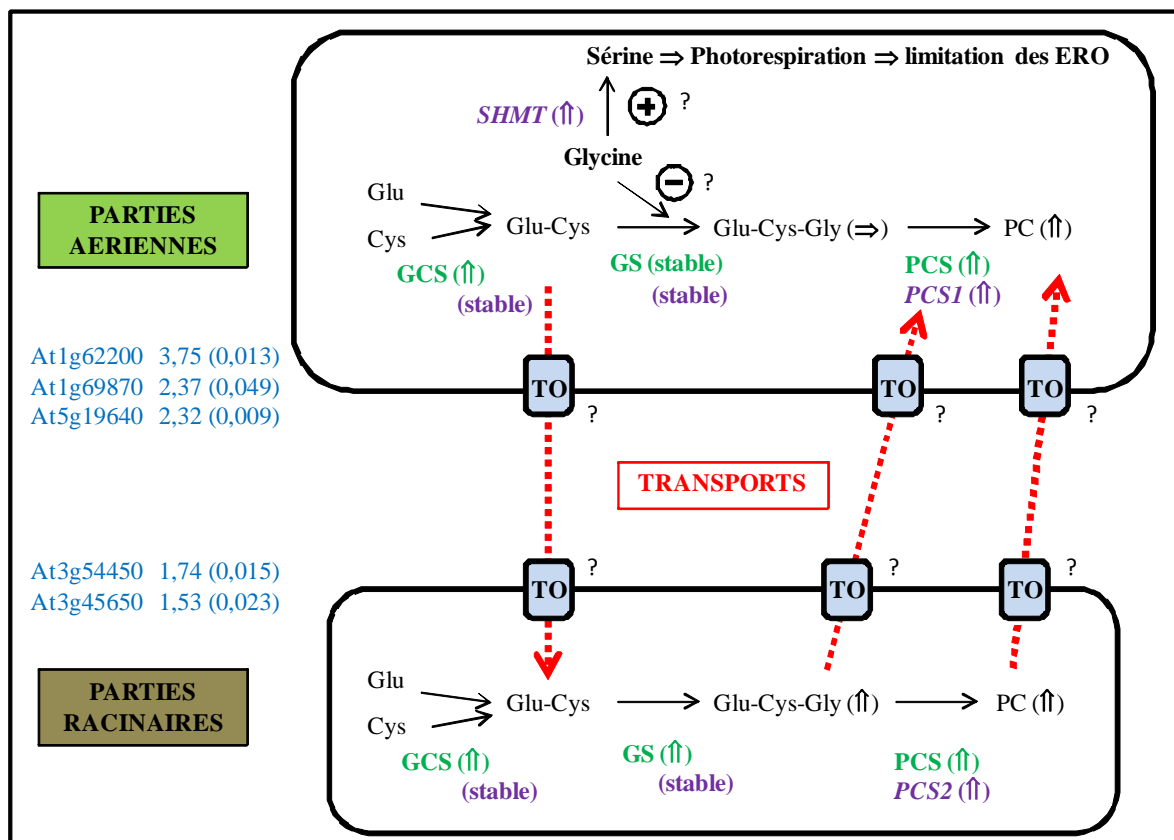 Sérine ⇒ Photorespiration ⇒ limitation des ERO
SHMT (⇑)
+ ?
Glycine
− ?
PARTIES
AERIENNES
Glu
Cys
Glu-Cys
Glu-Cys-Gly (⇒)
PC (⇑)
GCS (⇑)
(stable)
GS (stable)
(stable)
PCS (⇑)
PCS1 (⇑)
At1g62200 3,75 (0,013)
At1g69870 2,37 (0,049)
At5g19640 2,32 (0,009)
TO ?
TO ?
TO ?
TRANSPORTS
At3g54450 1,74 (0,015)
At3g45650 1,53 (0,023)
TO ?
TO ?
TO ?
PARTIES
RACINAIRES
Glu
Cys
Glu-Cys
Glu-Cys-Gly (⇑)
PC (⇑)
GCS (⇑)
(stable)
GS (⇑)
(stable)
PCS (⇑)
PCS2 (⇑)